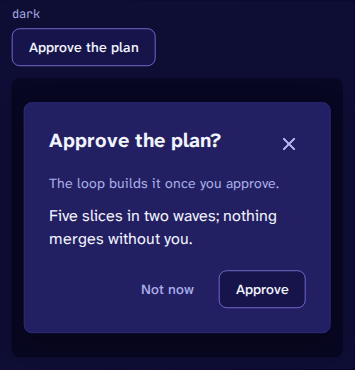 dark
Approve the plan
Approve the plan?
The loop builds it once you approve.
Five slices in two waves; nothing
merges without you.
Not now
Approve